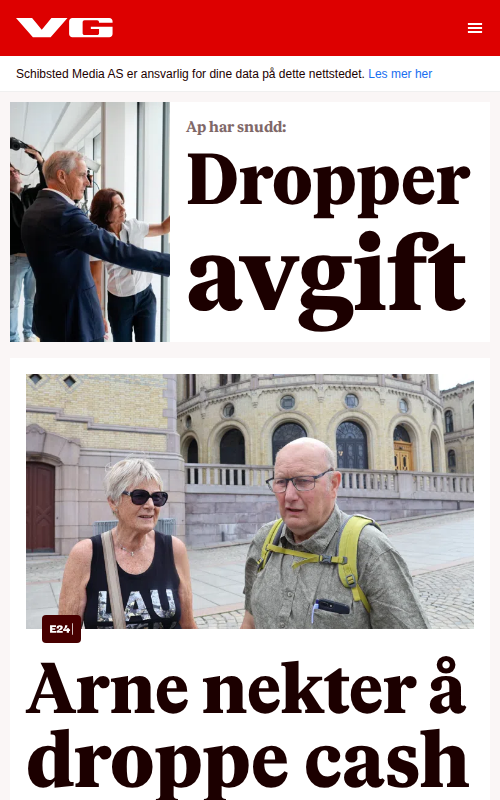 VG
Schibsted Media AS er ansvarlig for dine data på dette nettstedet. Les mer her
Ap har snudd:
Dropper
avgift
LAU
E24
Arne nekter å
droppe cash